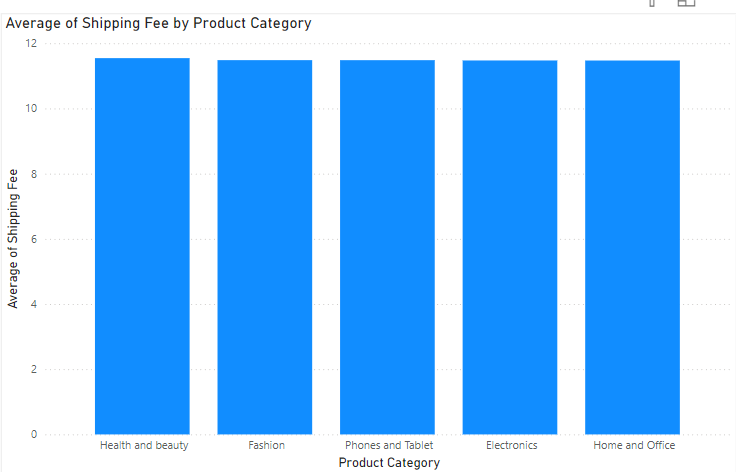 Average of Shipping Fee by Product Category
12
10
8
6
4
2
0
Average of Shipping Fee
Health and beauty
Fashion
Phones and Tablet
Electronics
Home and Office
Product Category